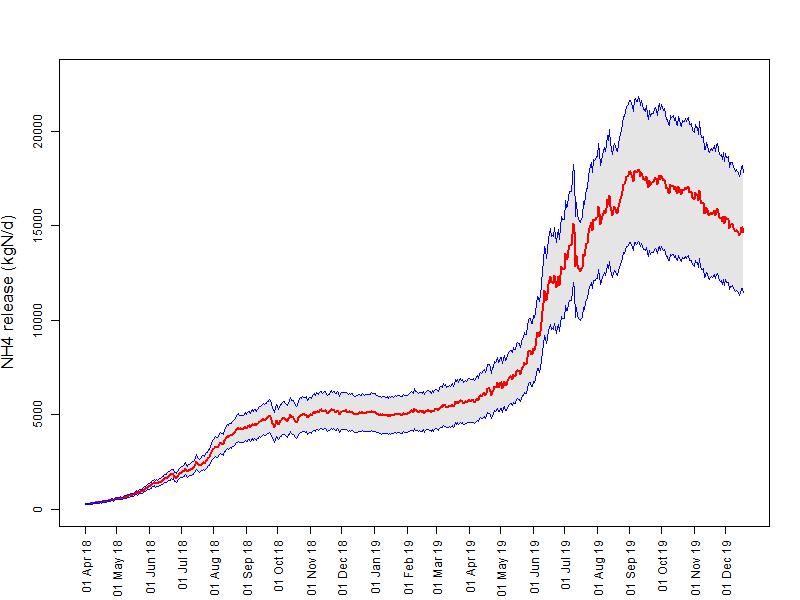 NH4 release (kgN/d)
20000
15000
10000
5000
0
01 Apr 18
01 May 18
01 Jun 18
01 Jul 18
01 Aug 18
01 Sep 18
01 Oct 18
01 Nov 18
01 Dec 18
01 Jan 19
01 Feb 19
01 Mar 19
01 Apr 19
01 May 19
01 Jun 19
01 Jul 19
01 Aug 19
01 Sep 19
01 Oct 19
01 Nov 19
01 Dec 19